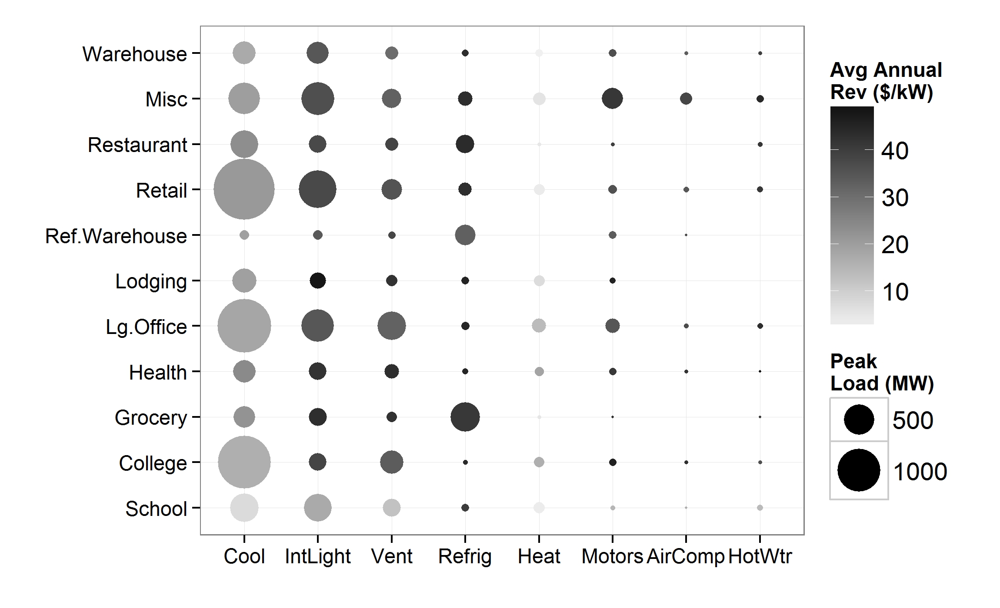 Warehouse
Misc
Restaurant
Retail
Ref.Warehouse
Lodging
Lg.Office
Health
Grocery
College
School
Cool IntLight Vent Refrig Heat Motors AirComp HotWtr
Avg Annual
Rev ($/kW)
40
30
20
10
Peak
Load (MW)
500
1000